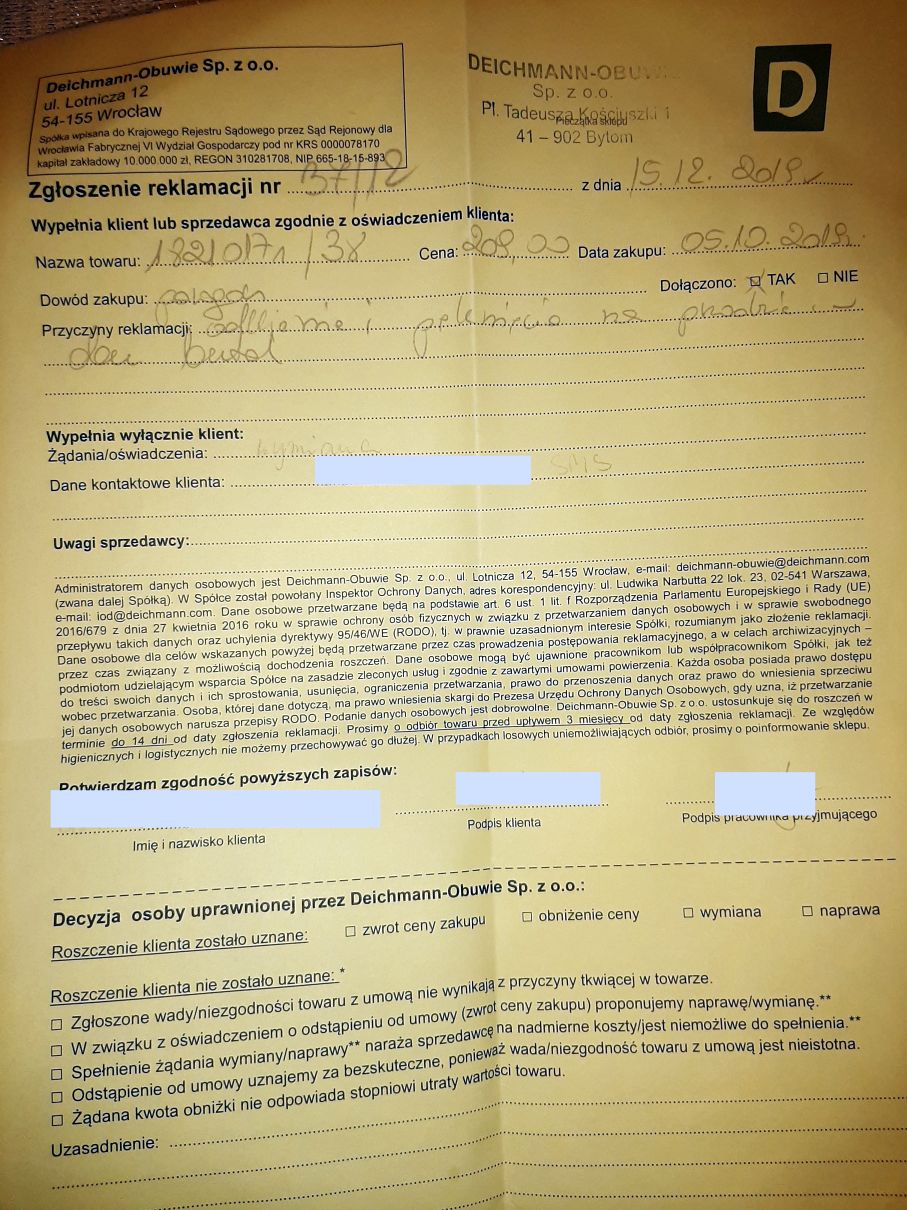 Deichmann-Obuwie Sp. z o.o.
ul. Lotnicza 12
54-155 Wrocław
Spółka wpisana do Krajowego Rejestru Sądowego przez Sąd Rejonowy dla
Wrocławia Fabrycznej VI Wydział Gospodarczy pod nr KRS 0000078170
kapitał zakładowy 10.000.000 zł, REGON 310281708, NIP 665-18-15-893
DEICHMANN-OBUWIE
Sp. z o.o.
Pl. Tadeusza Kościuszki 1
Pieczątka sklepu
41 – 902 Bytom
D
Zgłoszenie reklamacji nr 37/12 z dnia 15.12.2019
Wypełnia klient lub sprzedawca zgodnie z oświadczeniem klienta:
Nazwa towaru: 18210171 /38 Cena: 209,00 Data zakupu: 05.10.2019
Dowód zakupu: paragon Dołączono: TAK NIE
Przyczyny reklamacji: odklejenie i pęknięcia na przodzie
Wypełnia wyłącznie klient:
Żądania/oświadczenia: wymiana
Dane kontaktowe klienta: SMS
Uwagi sprzedawcy:
Administratorem danych osobowych jest Deichmann-Obuwie Sp. z o.o., ul. Lotnicza 12, 54-155 Wrocław, e-mail: deichmann-obuwie@deichmann.com
(zwana dalej Spółką). W Spółce został powołany Inspektor Ochrony Danych, adres korespondencyjny: ul. Ludwika Narbutta 22 lok. 23, 02-541 Warszawa,
e-mail: iod@deichmann.com. Dane osobowe przetwarzane będą na podstawie art. 6 ust. 1 lit. f Rozporządzenia Parlamentu Europejskiego i Rady (UE)
2016/679 z dnia 27 kwietnia 2016 roku w sprawie ochrony osób fizycznych w związku z przetwarzaniem danych osobowych i w sprawie swobodnego
przepływu takich danych oraz uchylenia dyrektywy 95/46/WE (RODO), tj. w prawnie uzasadnionym interesie Spółki, rozumianym jako złożenie reklamacji.
Dane osobowe dla celów wskazanych powyżej będą przetwarzane przez czas prowadzenia postępowania reklamacyjnego, a w celach archiwizacyjnych –
przez czas związany z możliwością dochodzenia roszczeń. Dane osobowe mogą być ujawnione pracownikom lub współpracownikom Spółki, jak też
podmiotom udzielającym wsparcia Spółce na zasadzie zleconych usług i zgodnie z zawartymi umowami powierzenia. Każda osoba posiada prawo dostępu
do treści swoich danych i ich sprostowania, usunięcia, ograniczenia przetwarzania, prawo do przenoszenia danych oraz prawo do wniesienia sprzeciwu
wobec przetwarzania. Osoba, której dane dotyczą, ma prawo wniesienia skargi do Prezesa Urzędu Ochrony Danych Osobowych, gdy uzna, iż przetwarzanie
jej danych osobowych narusza przepisy RODO. Podanie danych osobowych jest dobrowolne. Deichmann-Obuwie Sp. z o.o. ustosunkuje się do roszczeń w
terminie do 14 dni od daty zgłoszenia reklamacji. Prosimy o odbiór towaru przed upływem 3 miesięcy od daty zgłoszenia reklamacji. Ze względów
higienicznych i logistycznych nie możemy przechowywać go dłużej. W przypadkach losowych uniemożliwiających odbiór, prosimy o poinformowanie sklepu.
Potwierdzam zgodność powyższych zapisów:
Imię i nazwisko klienta Podpis klienta Podpis pracownika przyjmującego
Decyzja osoby uprawnionej przez Deichmann-Obuwie Sp. z o.o.:
Roszczenie klienta zostało uznane: zwrot ceny zakupu obniżenie ceny wymiana naprawa
Roszczenie klienta nie zostało uznane: *
Zgłoszone wady/niezgodności towaru z umową nie wynikają z przyczyny tkwiącej w towarze.
W związku z oświadczeniem o odstąpieniu od umowy (zwrot ceny zakupu) proponujemy naprawę/wymianę.**
Spełnienie żądania wymiany/naprawy** naraża sprzedawcę na nadmierne koszty/jest niemożliwe do spełnienia.**
Odstąpienie od umowy uznajemy za bezskuteczne, ponieważ wada/niezgodność towaru z umową jest nieistotna.
Żądana kwota obniżki nie odpowiada stopniowi utraty wartości towaru.
Uzasadnienie: